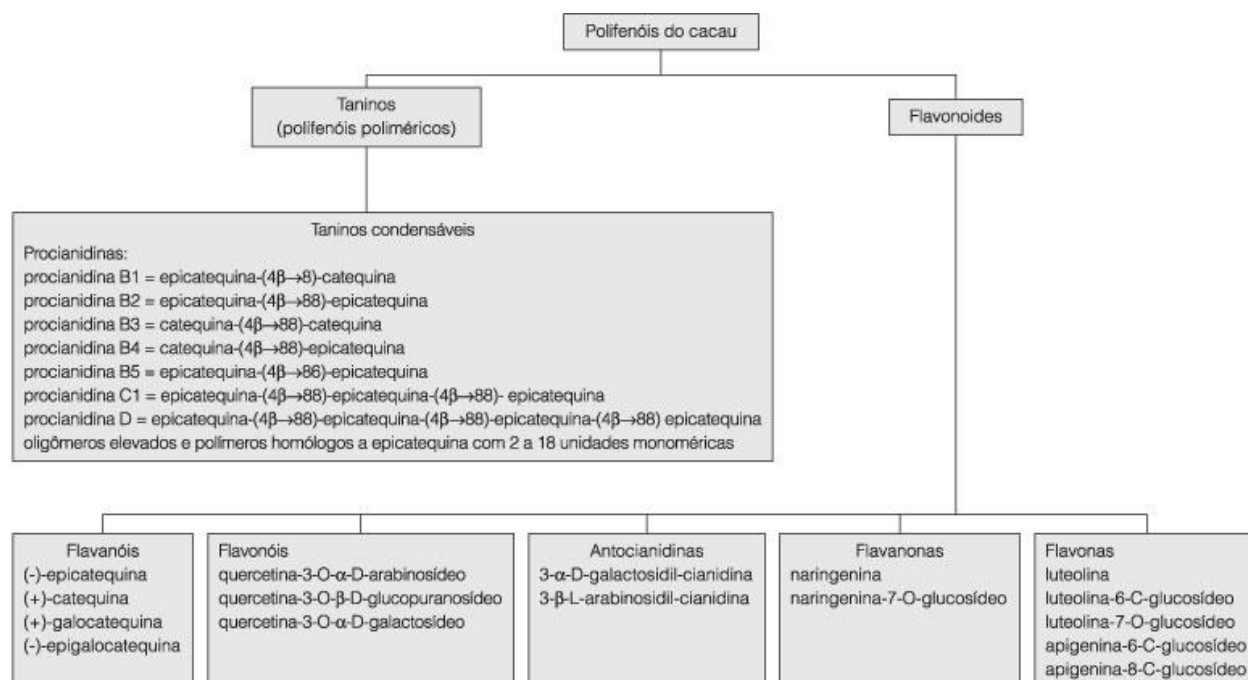 Polifenóis do cacau
Taninos
(polifenóis poliméricos)
Flavonoides
Taninos condensáveis
Procianidinas:
procianidina B1 = epicatequina-(4β→8)-catequina
procianidina B2 = epicatequina-(4β→88)-epicatequina
procianidina B3 = catequina-(4β→88)-catequina
procianidina B4 = catequina-(4β→88)-epicatequina
procianidina B5 = epicatequina-(4β→86)-epicatequina
procianidina C1 = epicatequina-(4β→88)-epicatequina-(4β→88)- epicatequina
procianidina D = epicatequina-(4β→88)-epicatequina-(4β→88)-epicatequina-(4β→88) epicatequina
oligômeros elevados e polímeros homólogos a epicatequina com 2 a 18 unidades monoméricas
Flavanóis
(-)-epicatequina
(+)-catequina
(+)-galocatequina
(-)-epigalocatequina
Flavonóis
quercetina-3-O-α-D-arabinosídeo
quercetina-3-O-β-D-glucopuranosídeo
quercetina-3-O-α-D-galactosídeo
Antocianidinas
3-α-D-galactosidil-cianidina
3-β-L-arabinosidil-cianidina
Flavanonas
naringenina
naringenina-7-O-glucosídeo
Flavonas
luteolina
luteolina-6-C-glucosídeo
luteolina-7-O-glucosídeo
apigenina-6-C-glucosídeo
apigenina-8-C-glucosídeo